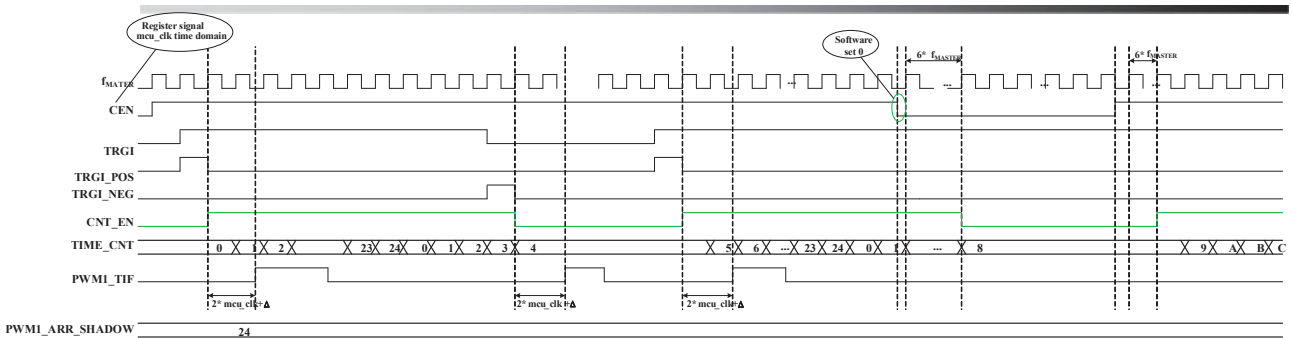 Register signal
mcu_clk time domain
Software
set 0
6* fMASTER
6* fMASTER
fMATER
... ... ... ... ...
CEN
TRGI
TRGI_POS
TRGI_NEG
CNT_EN
TIME_CNT 0 1 2 23 24 0 1 2 3 4 5 6 ... 23 24 0 1 ... 8 9 A B C
PWM1_TIF
2* mcu_clk+Δ 2* mcu_clk+Δ 2* mcu_clk+Δ
PWM1_ARR_SHADOW 24